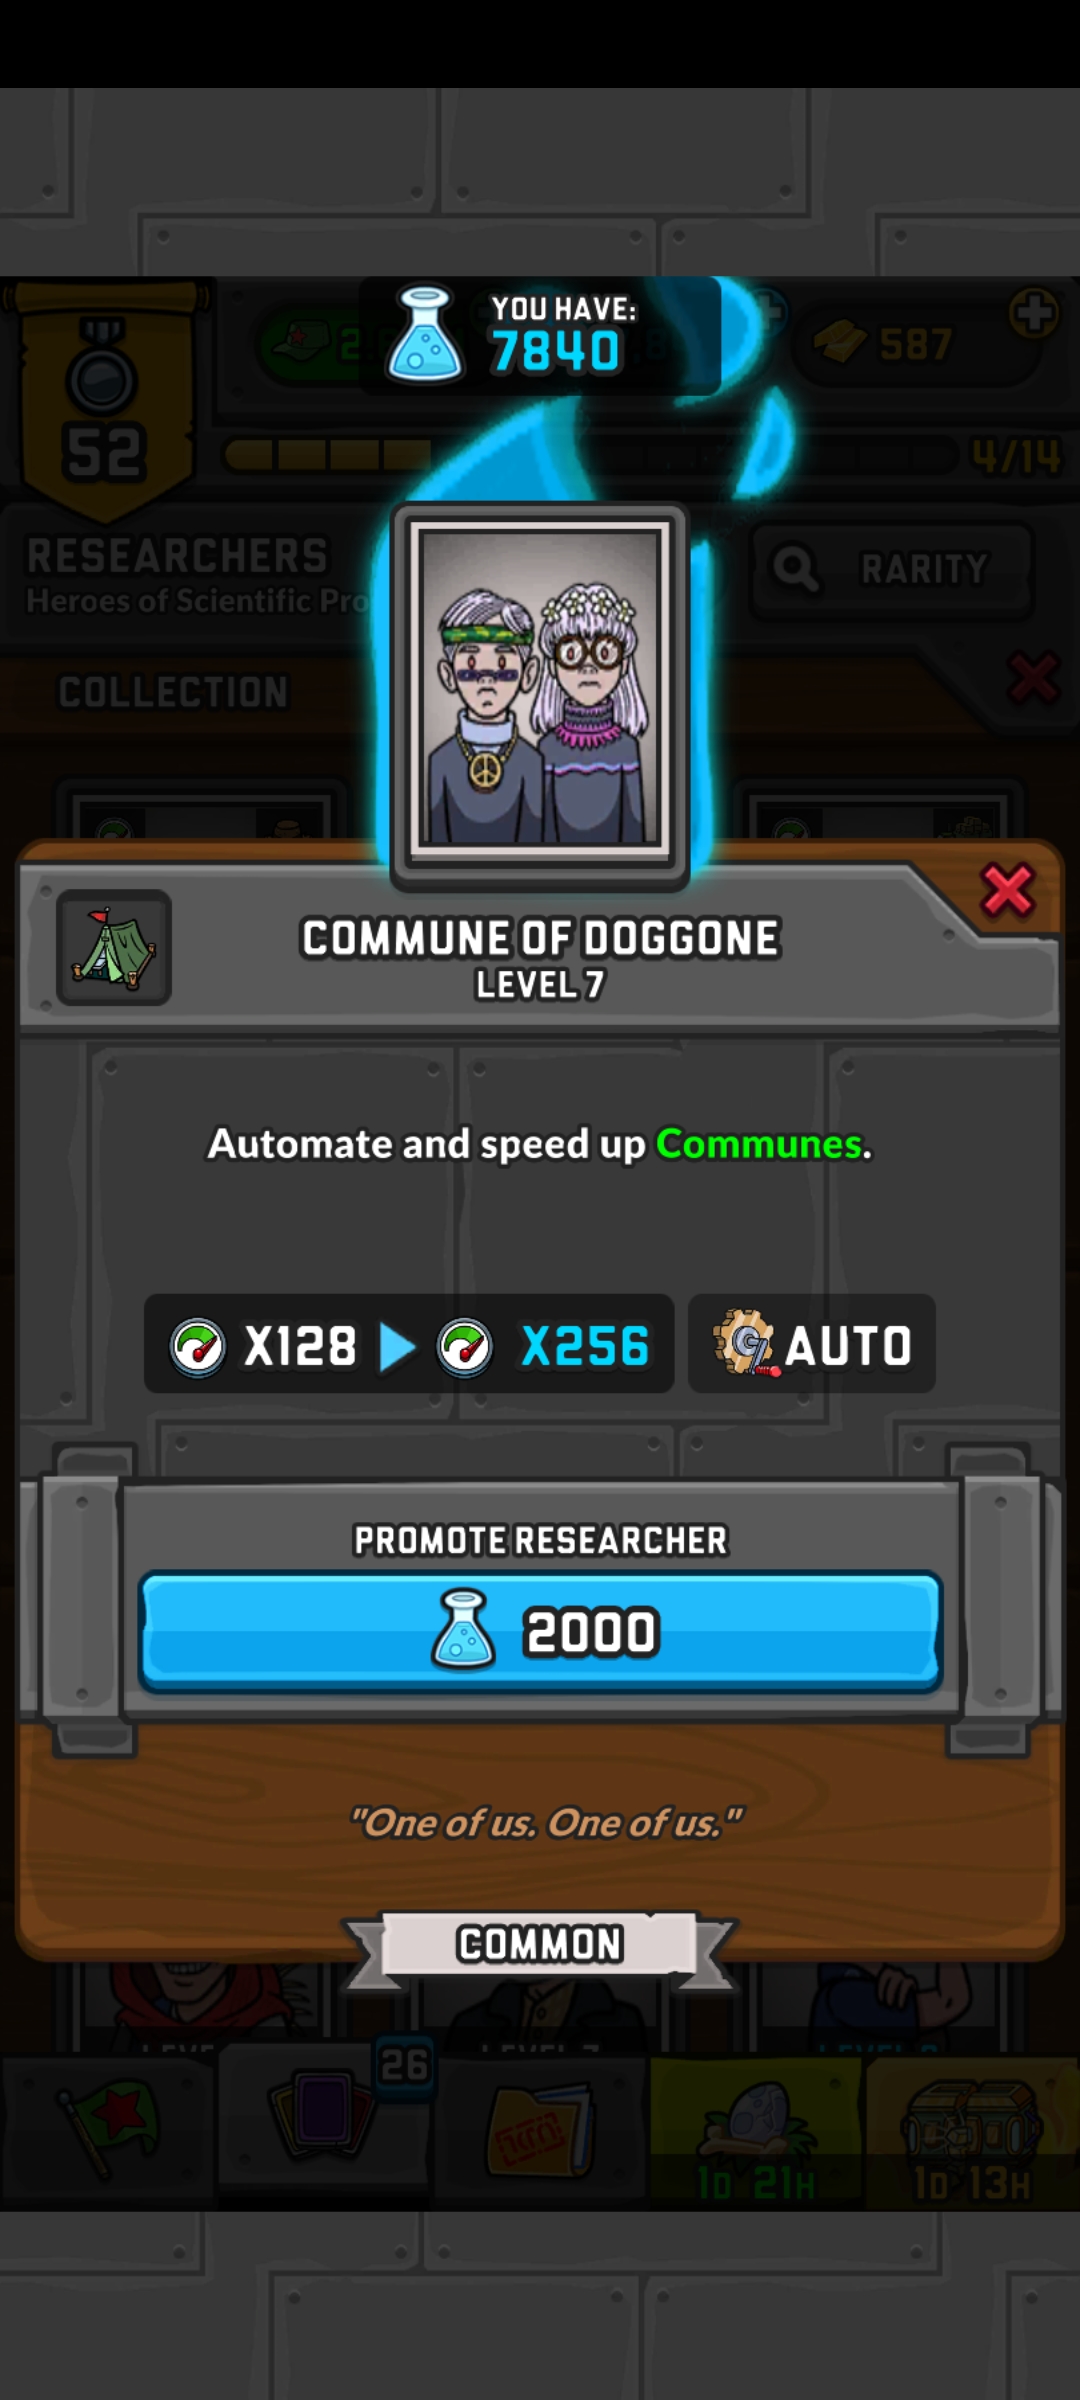 YOU HAVE:
7840
587
52
4/14
RESEARCHERS
Heroes of Scientific Pro
RARITY
COLLECTION
COMMUNE OF DOGGONE
LEVEL 7
Automate and speed up Communes.
X128 X256 AUTO
PROMOTE RESEARCHER
2000
"One of us. One of us."
COMMON
26
1D 21H
1D 13H